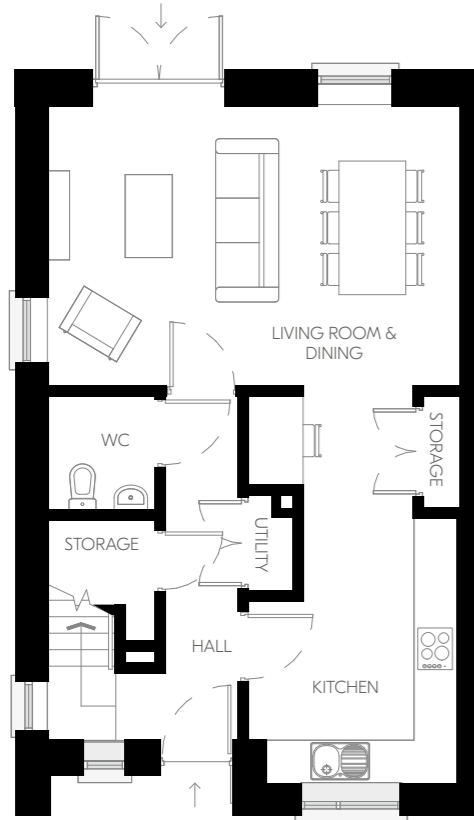 LIVING ROOM &
DINING
WC
STORAGE
STORAGE
UTILITY
HALL
KITCHEN